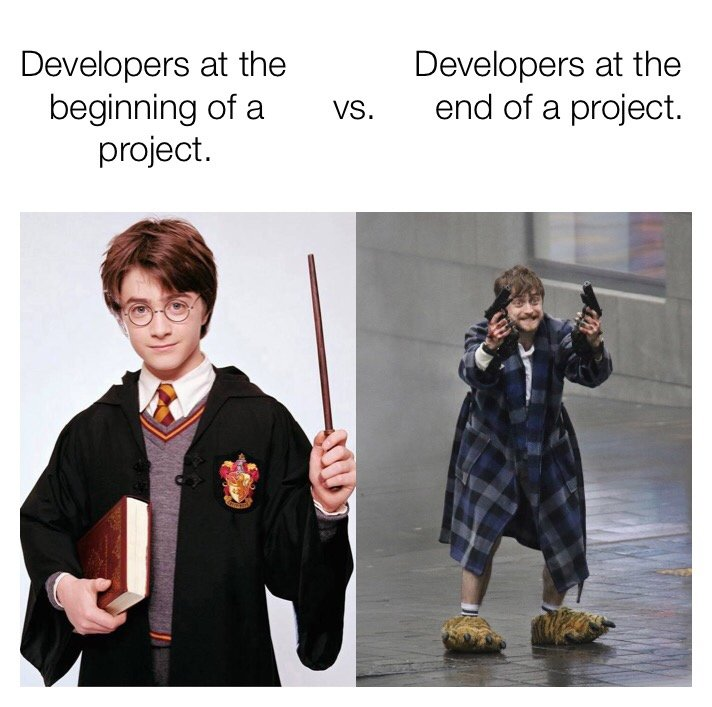 Developers at the
beginning of a
project.
vs.
Developers at the
end of a project.